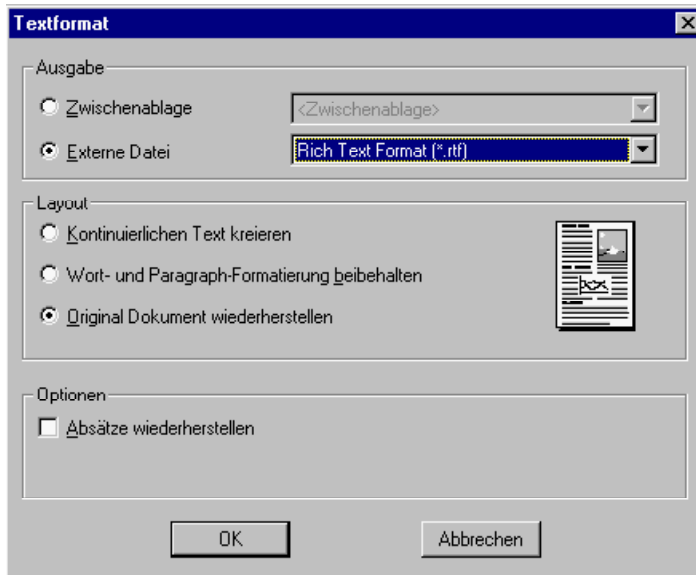 Textformat
Ausgabe
Zwischenablage
<Zwischenablage>
Externe Datei
Rich Text Format (*.rtf)
Layout
Kontinuierlichen Text kreieren
Wort- und Paragraph-Formatierung beibehalten
Original Dokument wiederherstellen
Optionen
Absätze wiederherstellen
OK
Abbrechen